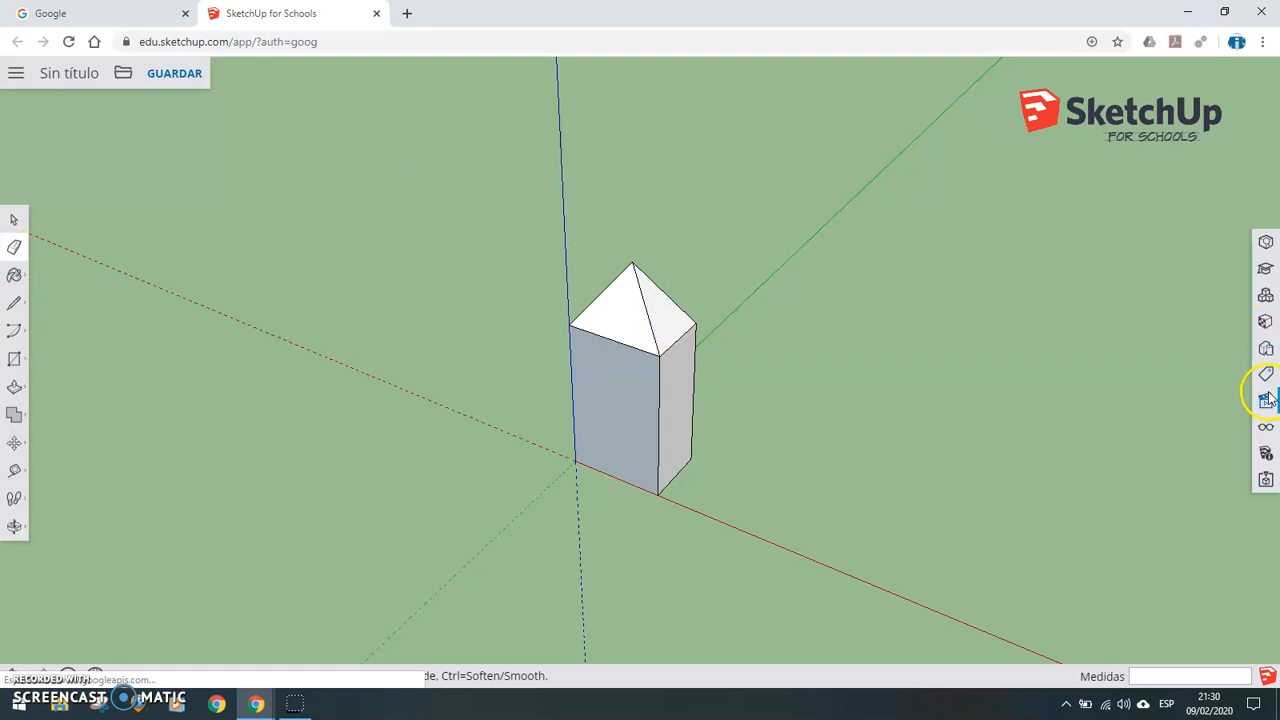 Google
SketchUp for Schools
edu.sketchup.com/app/?auth=goog
Sin título
GUARDAR
SketchUp
FOR SCHOOLS
de, Ctrl=Soften/Smooth.
Medidas
RECORDED WITH
SCREENCAST MATIC
ESP
21:30
09/02/2020